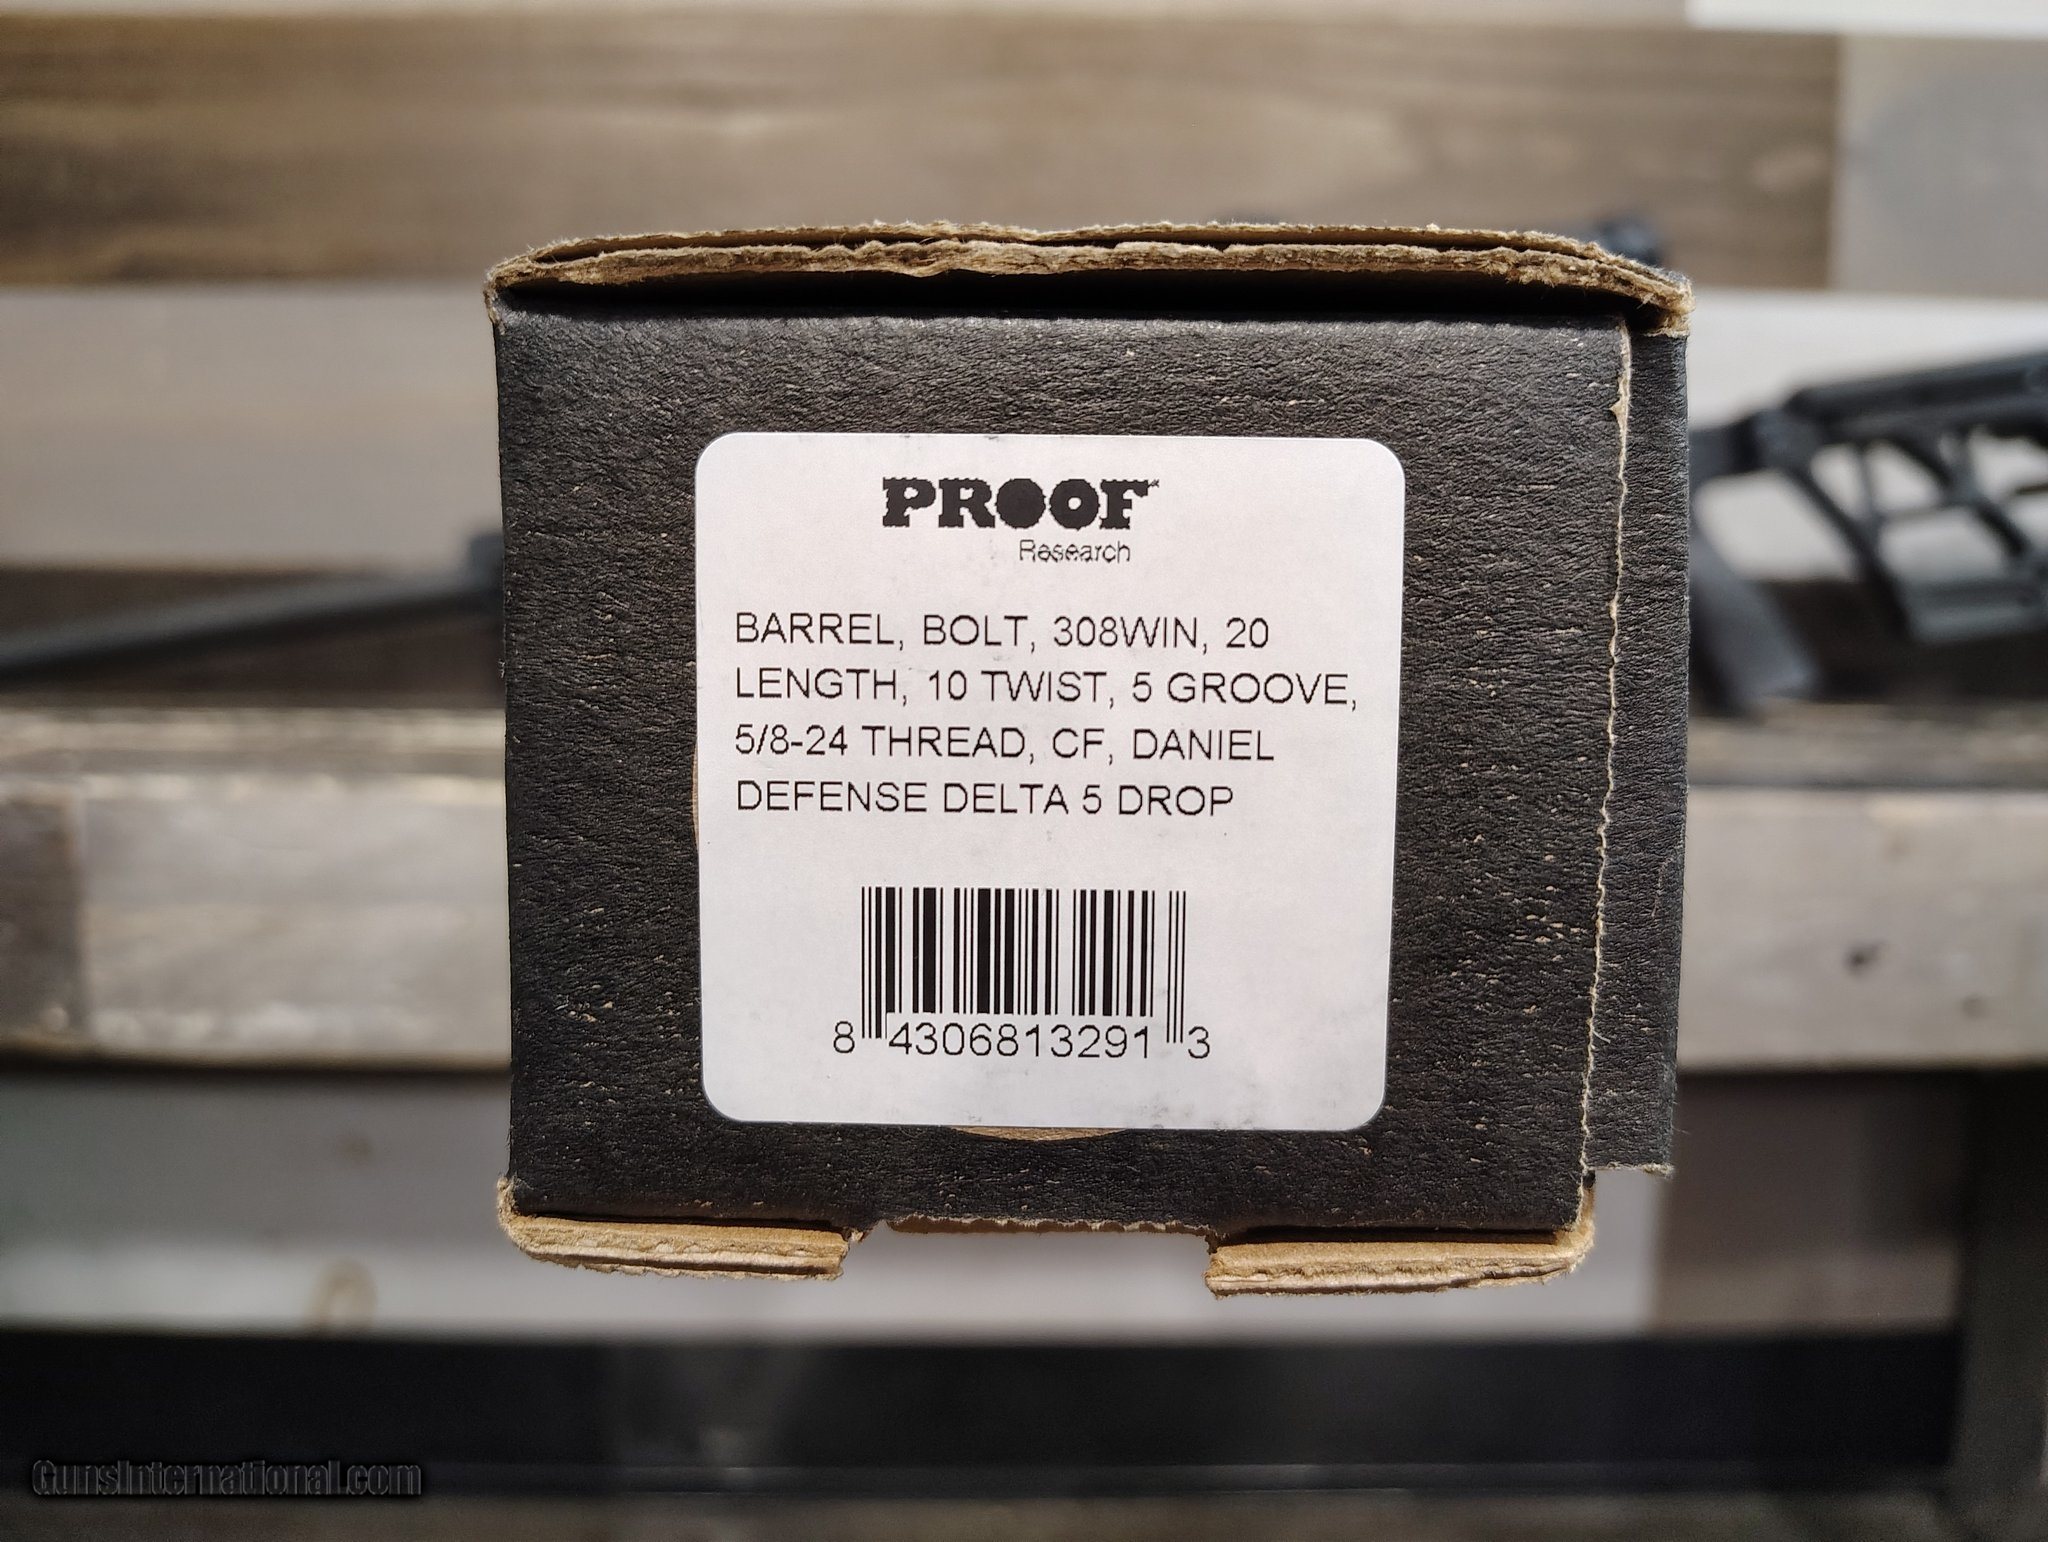 PROOF
Research
BARREL, BOLT, 308WIN, 20
LENGTH, 10 TWIST, 5 GROOVE,
5/8-24 THREAD, CF, DANIEL
DEFENSE DELTA 5 DROP
8 4306813291 3
GunsInternational.com